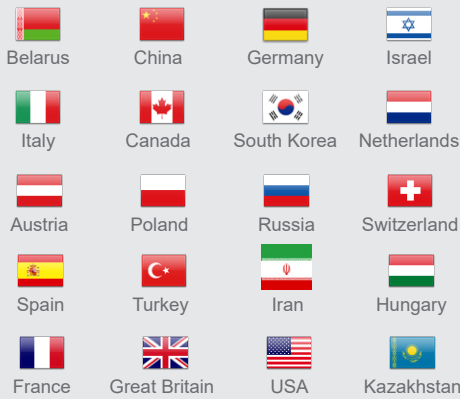 Belarus China Germany Israel
Italy Canada South Korea Netherlands
Austria Poland Russia Switzerland
Spain Turkey Iran Hungary
France Great Britain USA Kazakhstan